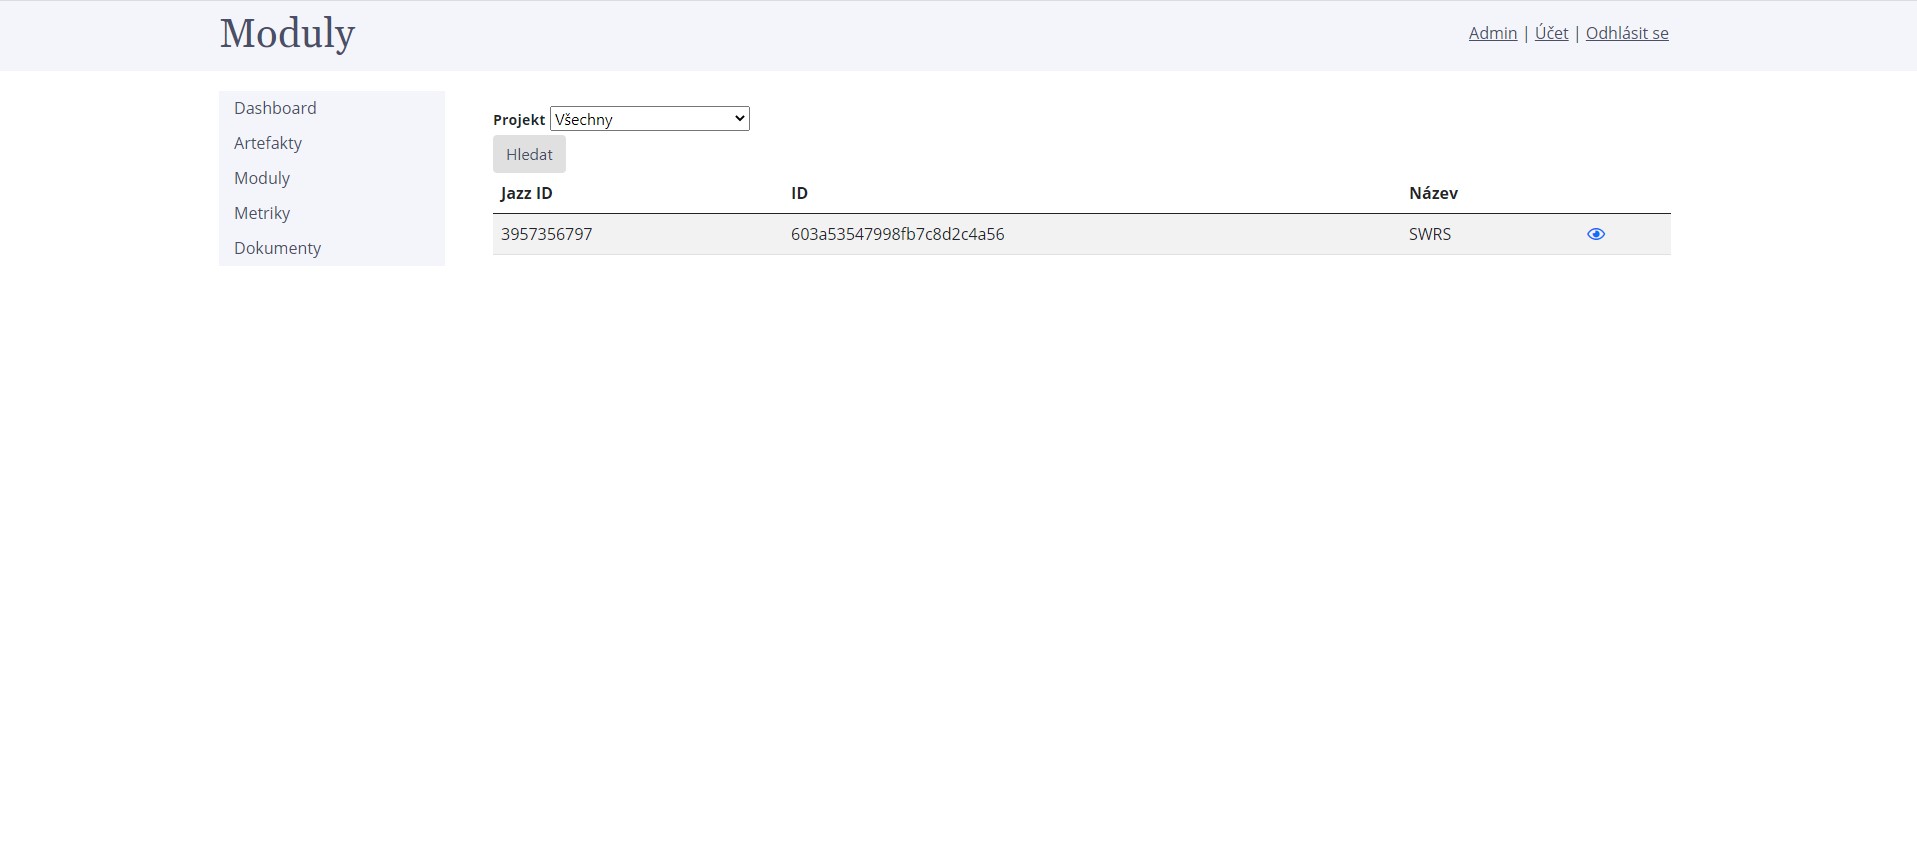 Moduly
Admin | Účet | Odhlásit se
Dashboard
Artefakty
Moduly
Metriky
Dokumenty
Projekt Všechny
Hledat
Jazz ID ID Název
3957356797 603a53547998fb7c8d2c4a56 SWRS